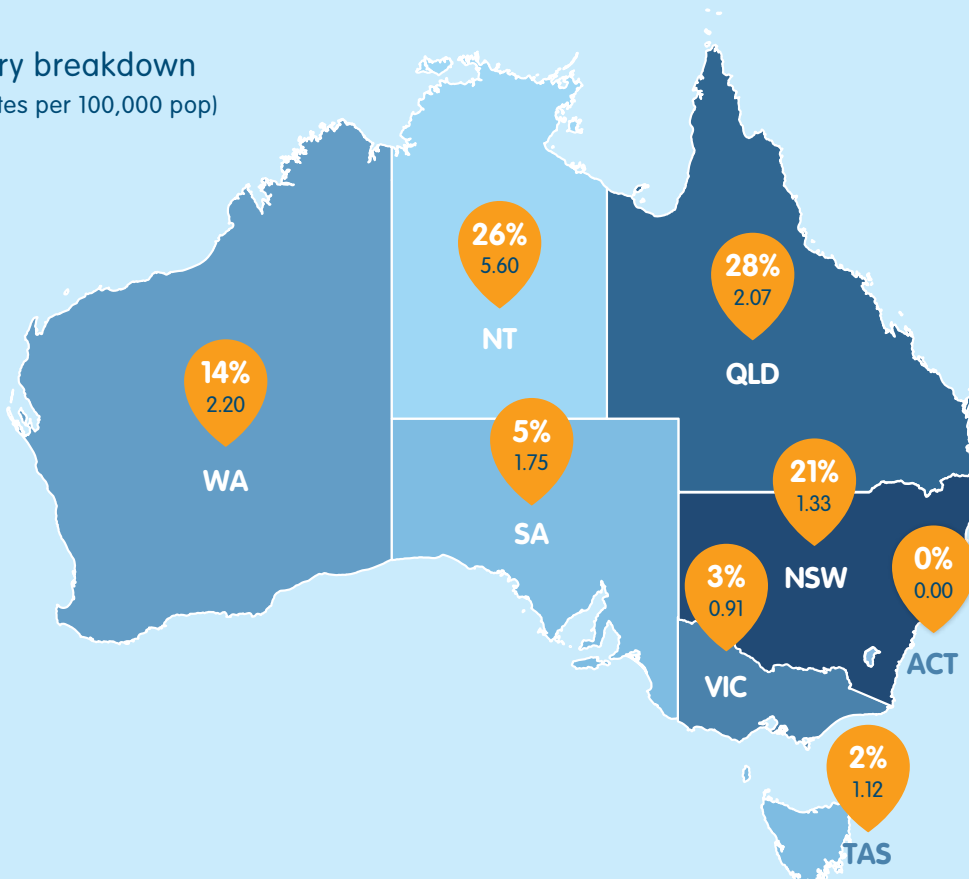 ry breakdown
tes per 100,000 pop)
26%
5.60
NT
28%
2.07
QLD
14%
2.20
WA
5%
1.75
SA
21%
1.33
NSW
3%
0.91
VIC
0%
0.00
ACT
2%
1.12
TAS